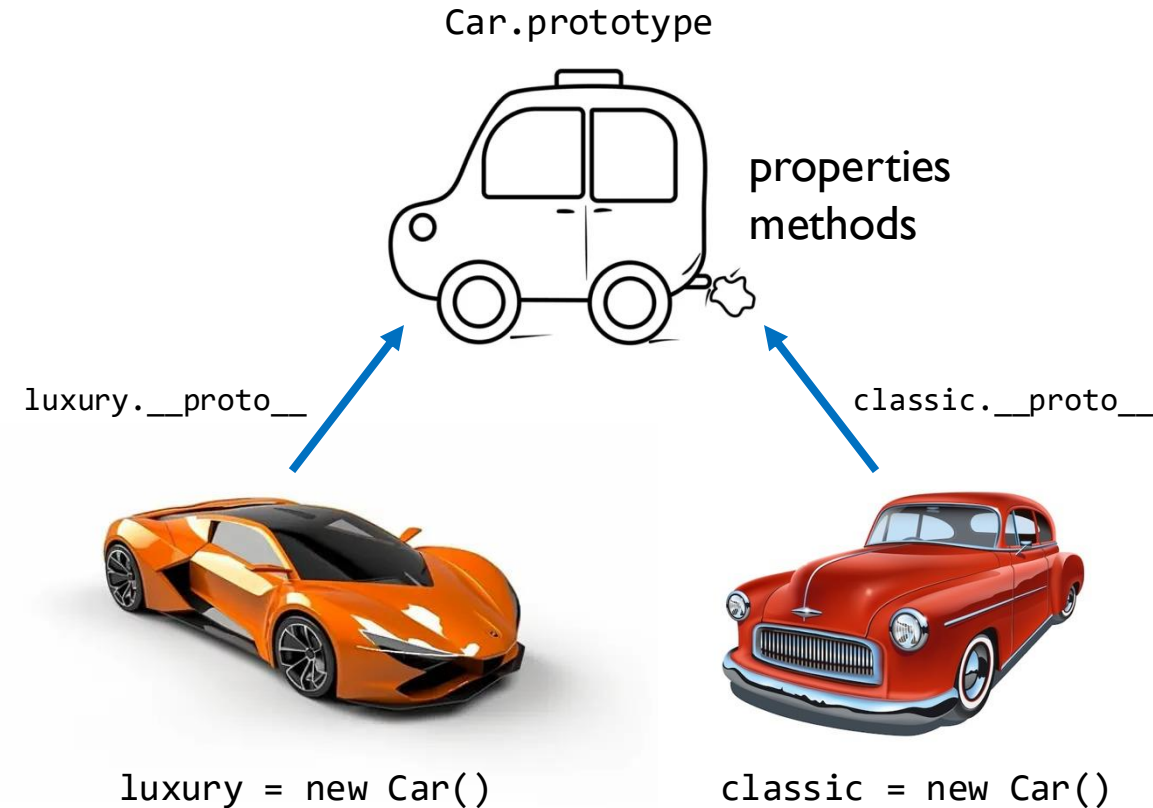 Car.prototype
properties
methods
luxury.__proto__
classic.__proto__
luxury = new Car()
classic = new Car()